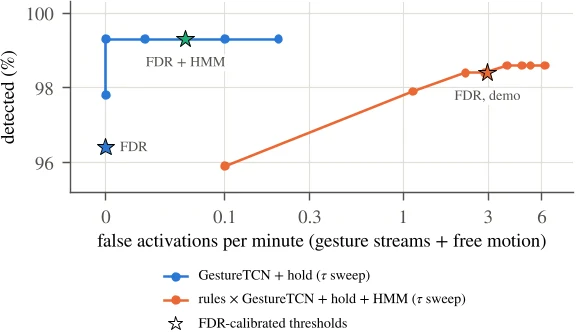 100
98
96
detected (%)
FDR + HMM
FDR, demo
FDR
0 0.1 0.3 1 3 6
false activations per minute (gesture streams + free motion)
GestureTCN + hold (τ sweep)
rules × GestureTCN + hold + HMM (τ sweep)
FDR-calibrated thresholds